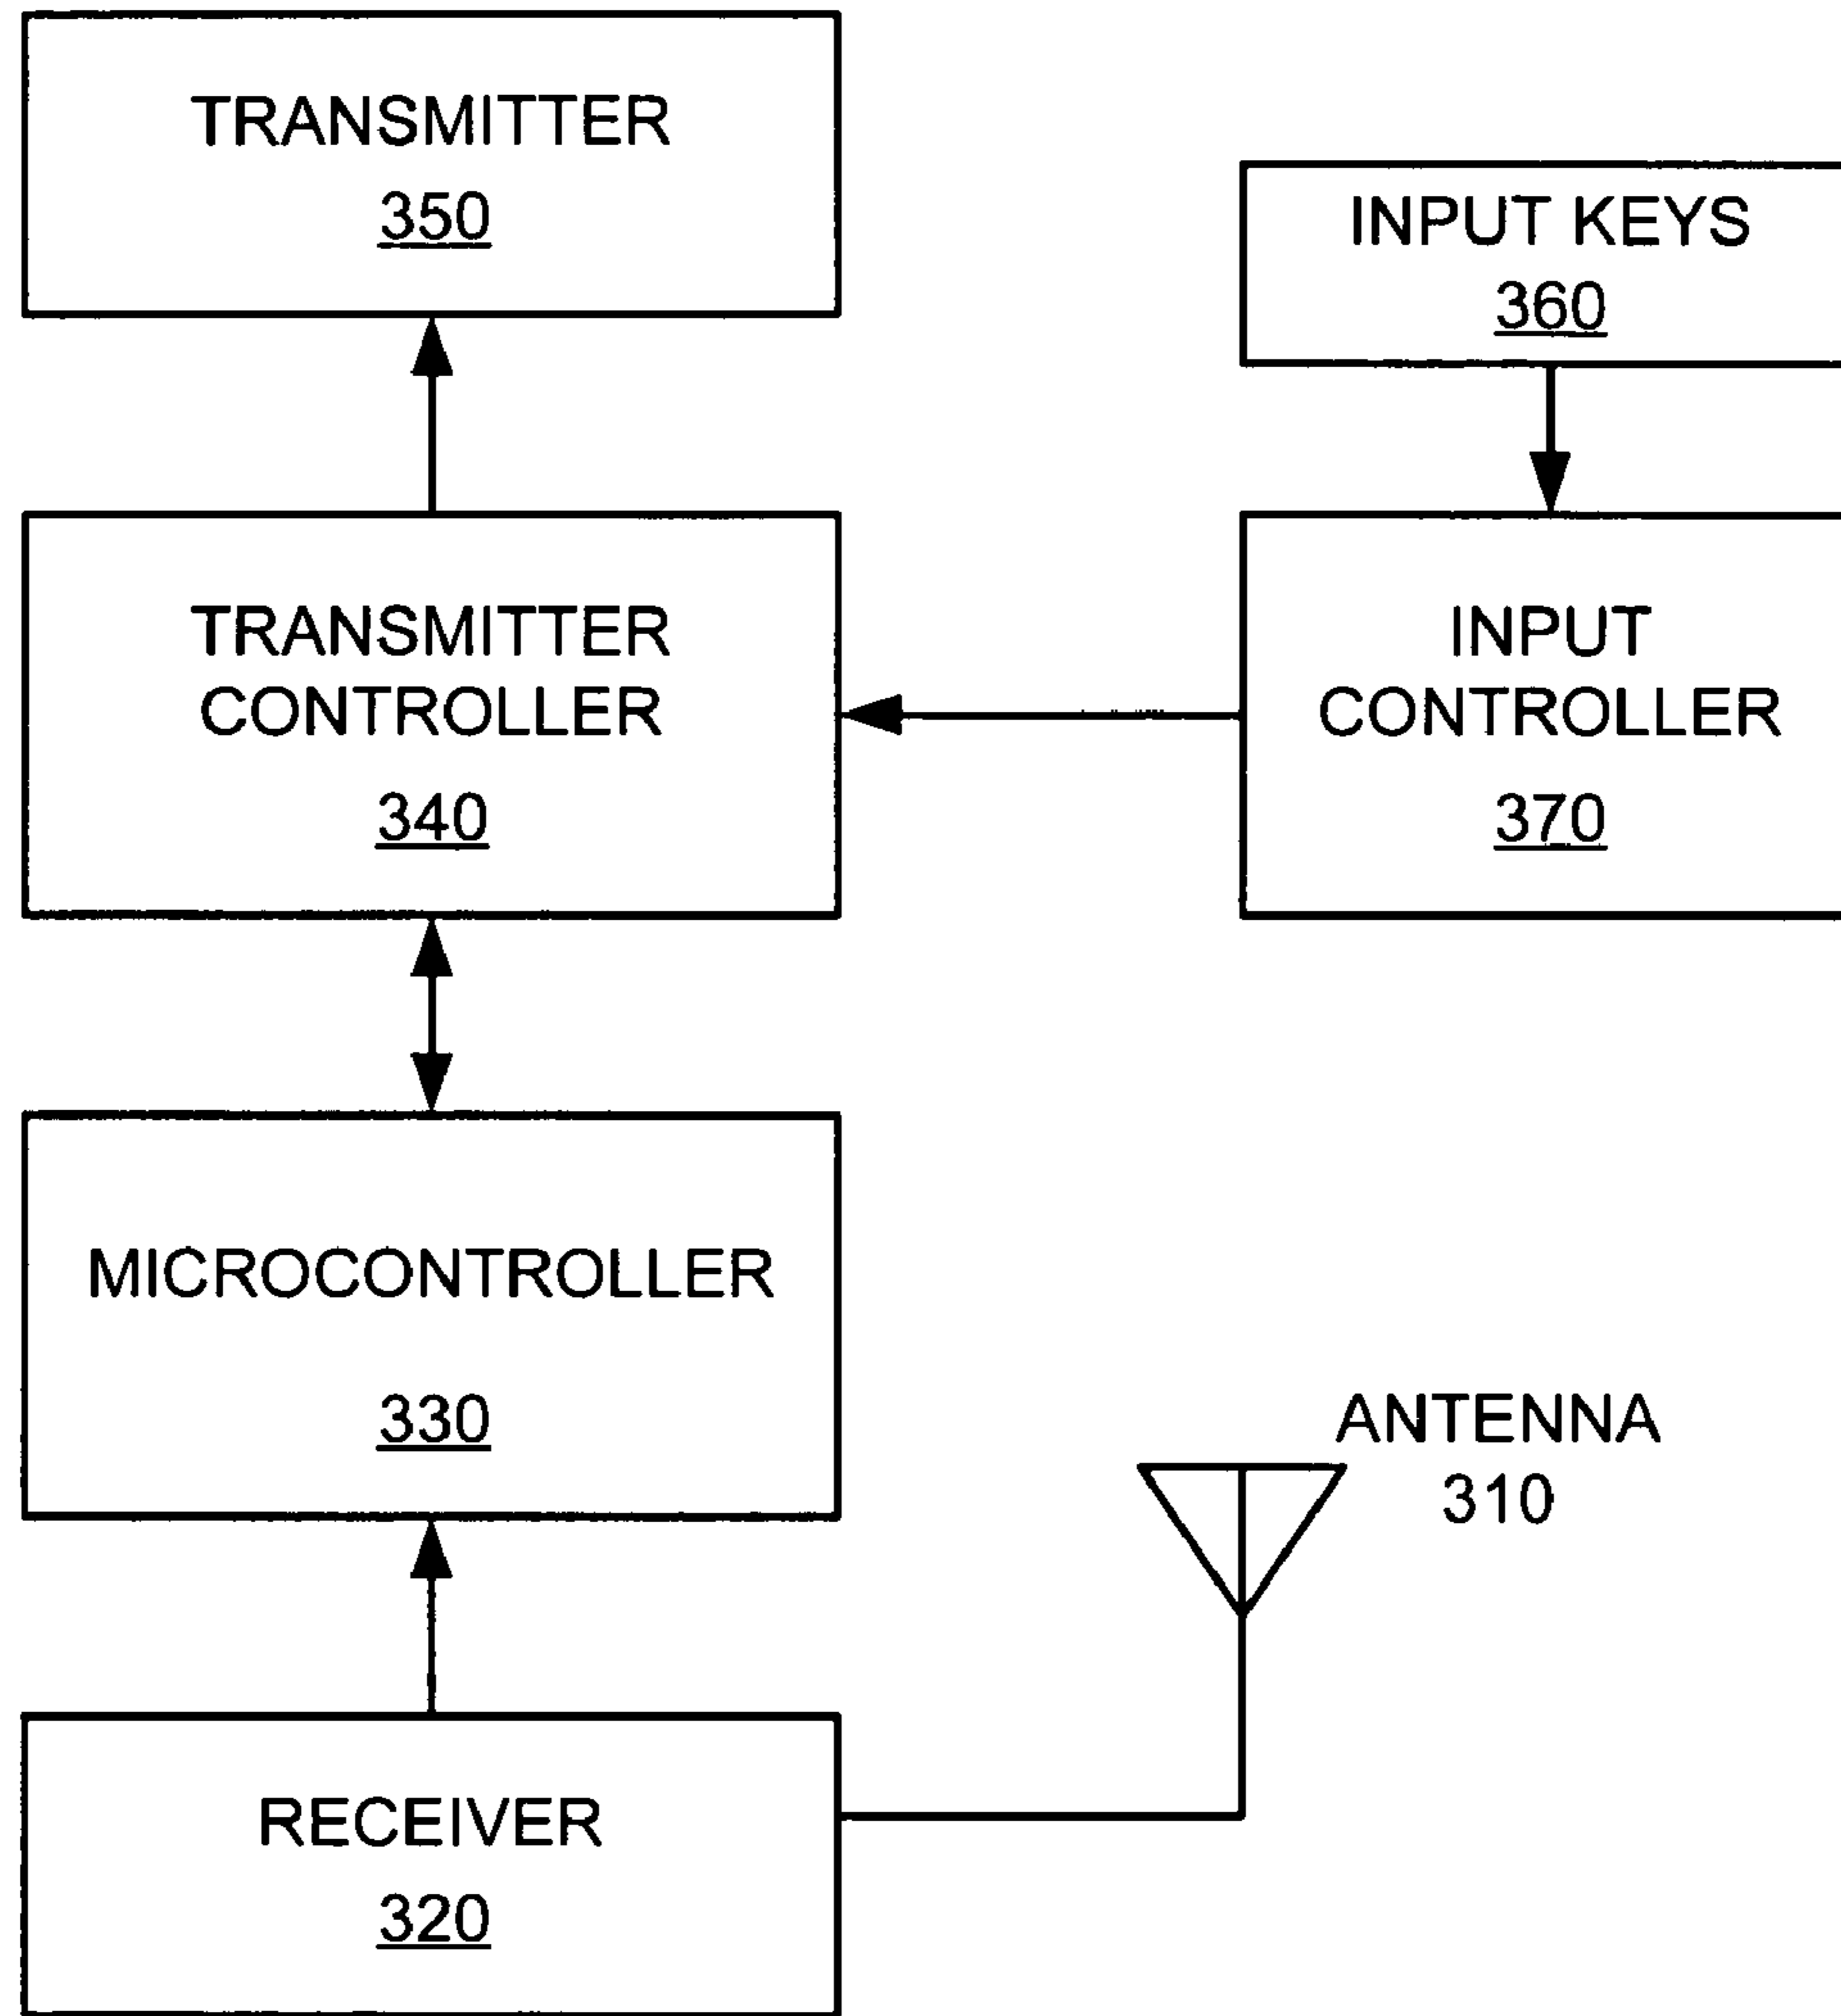 TRANSMITTER
350
INPUT KEYS
360
TRANSMITTER
CONTROLLER
340
INPUT
CONTROLLER
370
MICROCONTROLLER
330
ANTENNA
310
RECEIVER
320